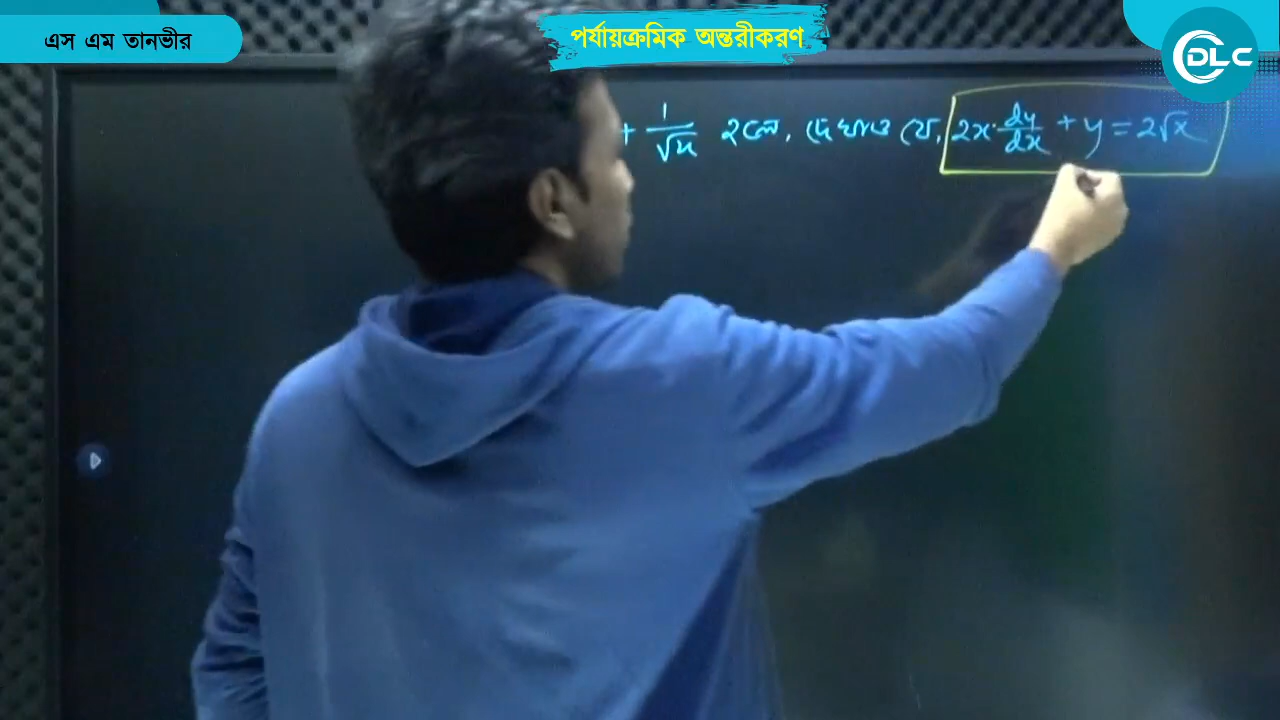 এস এম তানভীর
পর্যায়ক্রমিক অন্তরীকরণ
DLC
+ 1/√x হলে, দেখাও যে, 2x·dy/dx + y = 2√x